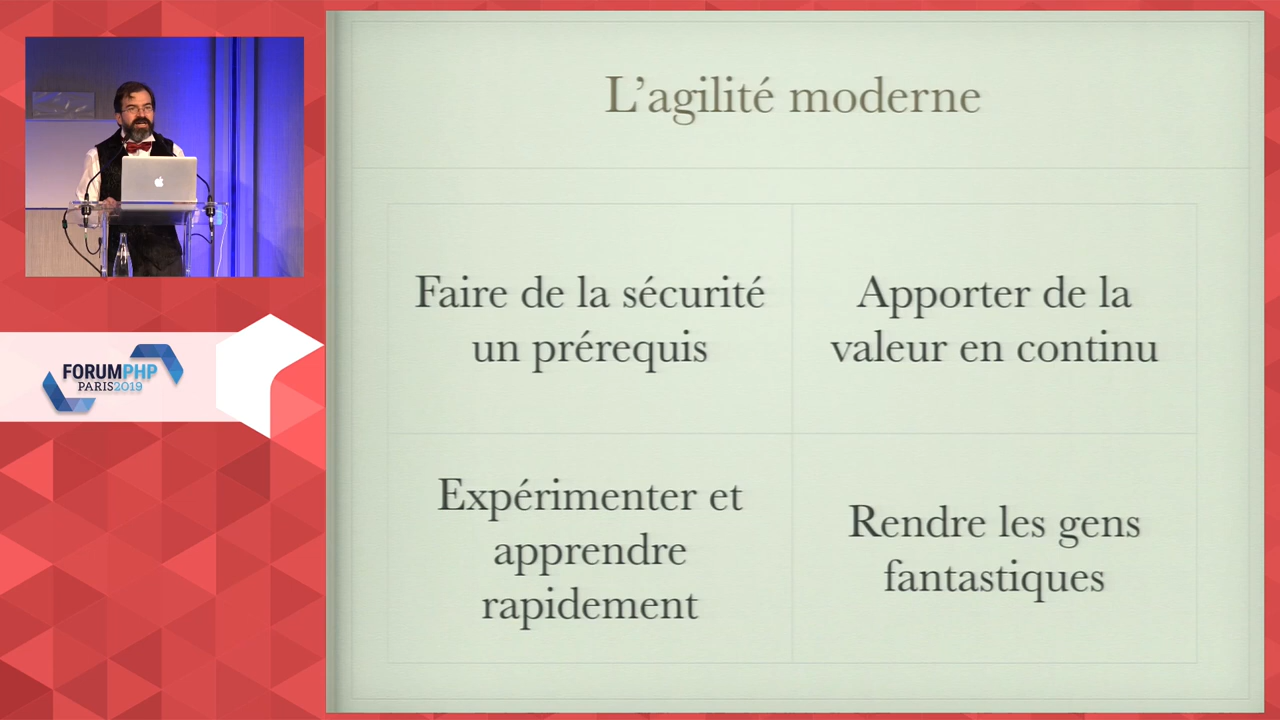 L’agilité moderne
Faire de la sécurité
un prérequis
Apporter de la
valeur en continu
Expérimenter et
apprendre
rapidement
Rendre les gens
fantastiques
FORUMPHP
PARIS2019